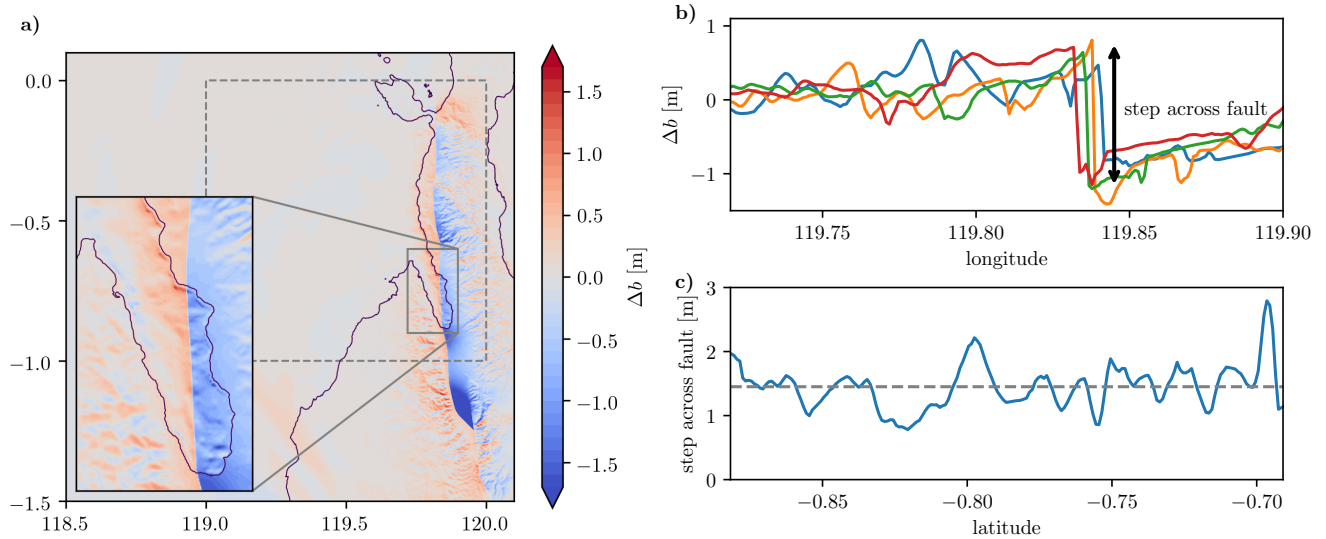 a)
0.0
−0.5
−1.0
−1.5
118.5 119.0 119.5 120.0
1.5
1.0
0.5
0.0
−0.5
−1.0
−1.5
Δb [m]
b)
1
0
−1
Δb [m]
step across fault
119.75 119.80 119.85 119.90
longitude
c)
3
2
1
0
step across fault [m]
−0.85 −0.80 −0.75 −0.70
latitude